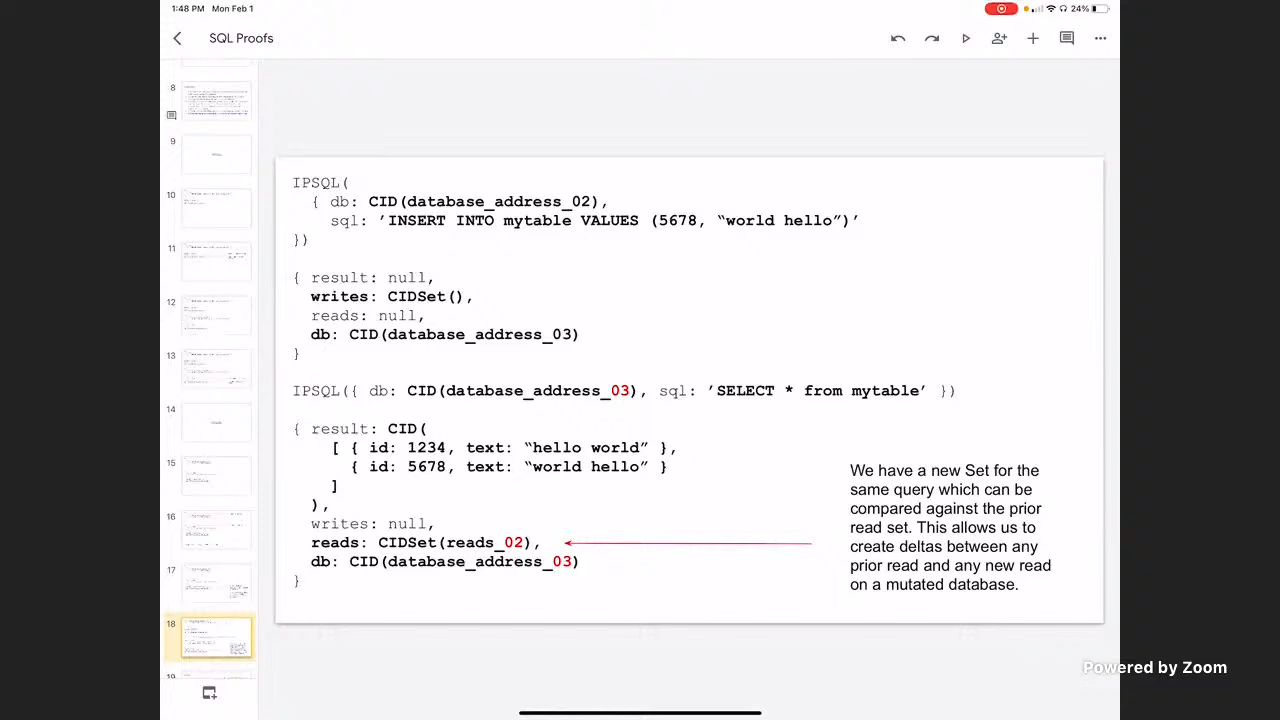 1:48 PM Mon Feb 1
24%
SQL Proofs
8
9
10
11
12
13
14
15
16
17
18
19
IPSQL(
{ db: CID(database_address_02),
sql: ’INSERT INTO mytable VALUES (5678, “world hello”)’
})
{ result: null,
writes: CIDSet(),
reads: null,
db: CID(database_address_03)
}
IPSQL({ db: CID(database_address_03), sql: ’SELECT * from mytable’ })
{ result: CID(
[ { id: 1234, text: “hello world” },
{ id: 5678, text: “world hello” }
]
),
writes: null,
reads: CIDSet(reads_02),
db: CID(database_address_03)
}
We have a new Set for the
same query which can be
compared against the prior
read set. This allows us to
create deltas between any
prior read and any new read
on a mutated database.
Powered by Zoom